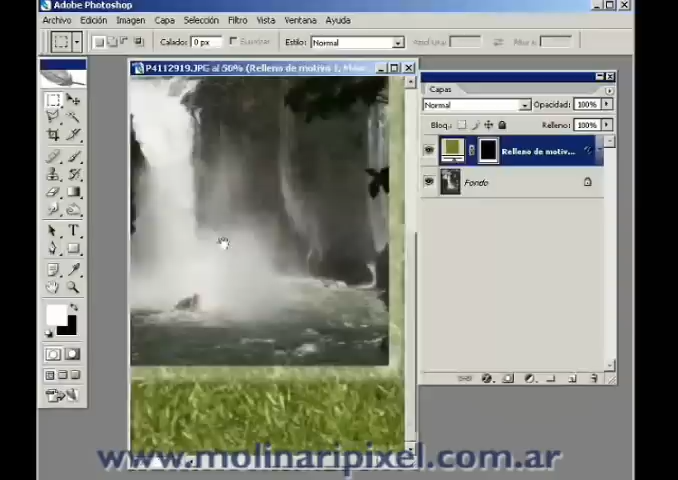 Adobe Photoshop
Archivo Edición Imagen Capa Selección Filtro Vista Ventana Ayuda
Calados: 0 px Suavizar Estilo: Normal
P4112919.JPG al 50% (Relleno de motivo 1, Másc
Capas
Normal Opacidad: 100%
Bloq.: Relleno: 100%
Relleno de motiv...
Fondo
www.molinaripixel.com.ar